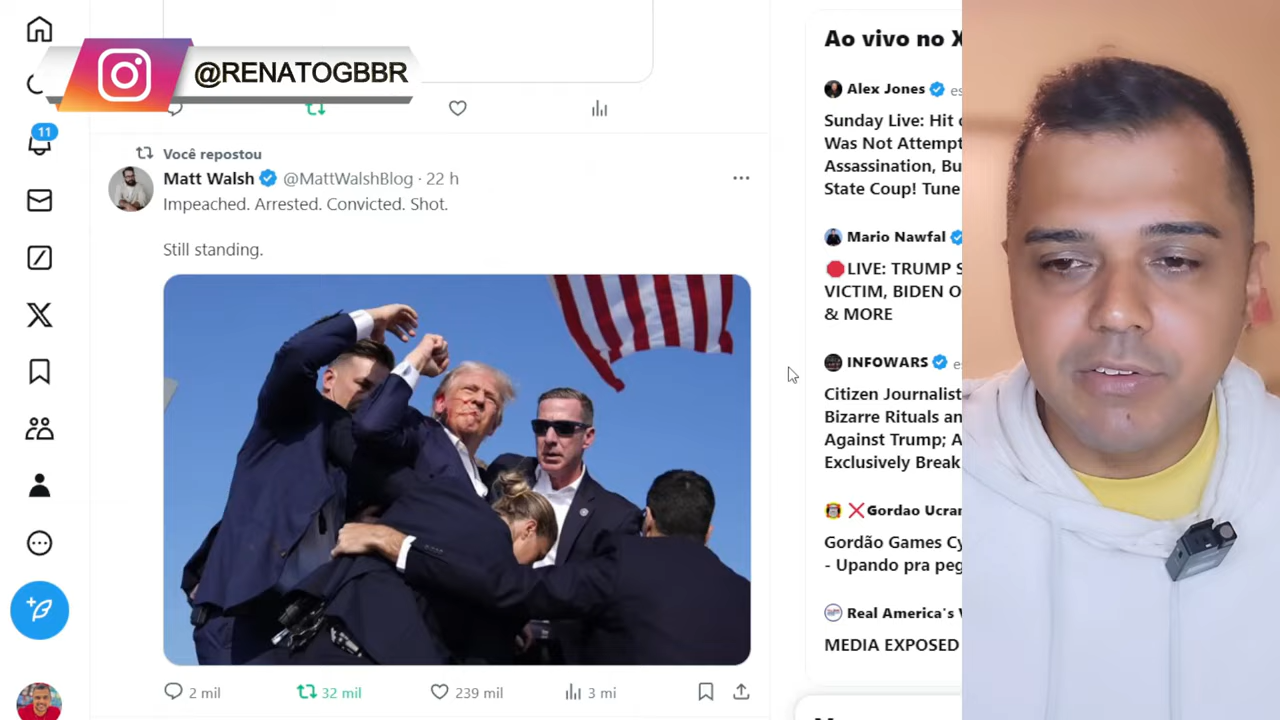 @RENATOGBBR
11
Você repostou
Matt Walsh @MattWalshBlog · 22 h
Impeached. Arrested. Convicted. Shot.
Still standing.
2 mil
32 mil
239 mil
3 mi
Ao vivo no X
Alex Jones
Sunday Live: Hit
Was Not Attempt
Assassination, Bu
State Coup! Tune
Mario Nawfal
LIVE: TRUMP S
VICTIM, BIDEN O
& MORE
INFOWARS
Citizen Journalist
Bizarre Rituals an
Against Trump; A
Exclusively Break
Gordao Ucran
Gordão Games Cy
- Upando pra peg
Real America's
MEDIA EXPOSED